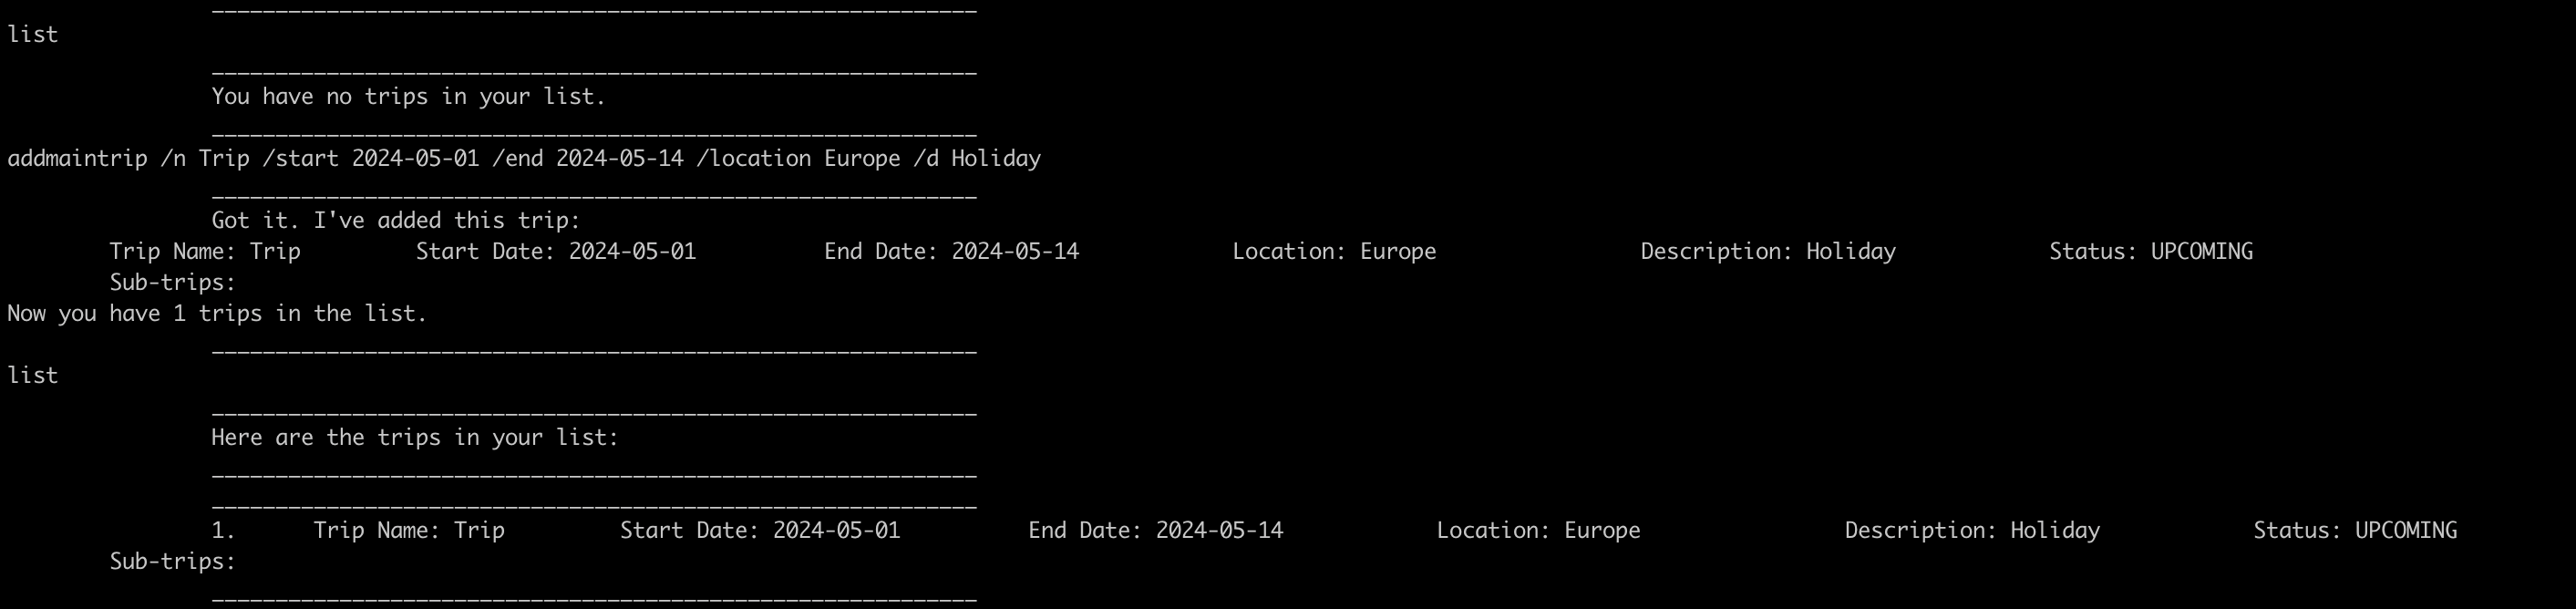 ____________________________________________________________
list
____________________________________________________________
You have no trips in your list.
____________________________________________________________
addmaintrip /n Trip /start 2024-05-01 /end 2024-05-14 /location Europe /d Holiday
____________________________________________________________
Got it. I've added this trip:
Trip Name: Trip Start Date: 2024-05-01 End Date: 2024-05-14 Location: Europe Description: Holiday Status: UPCOMING
Sub-trips:
Now you have 1 trips in the list.
____________________________________________________________
list
____________________________________________________________
Here are the trips in your list:
____________________________________________________________
____________________________________________________________
1. Trip Name: Trip Start Date: 2024-05-01 End Date: 2024-05-14 Location: Europe Description: Holiday Status: UPCOMING
Sub-trips:
____________________________________________________________